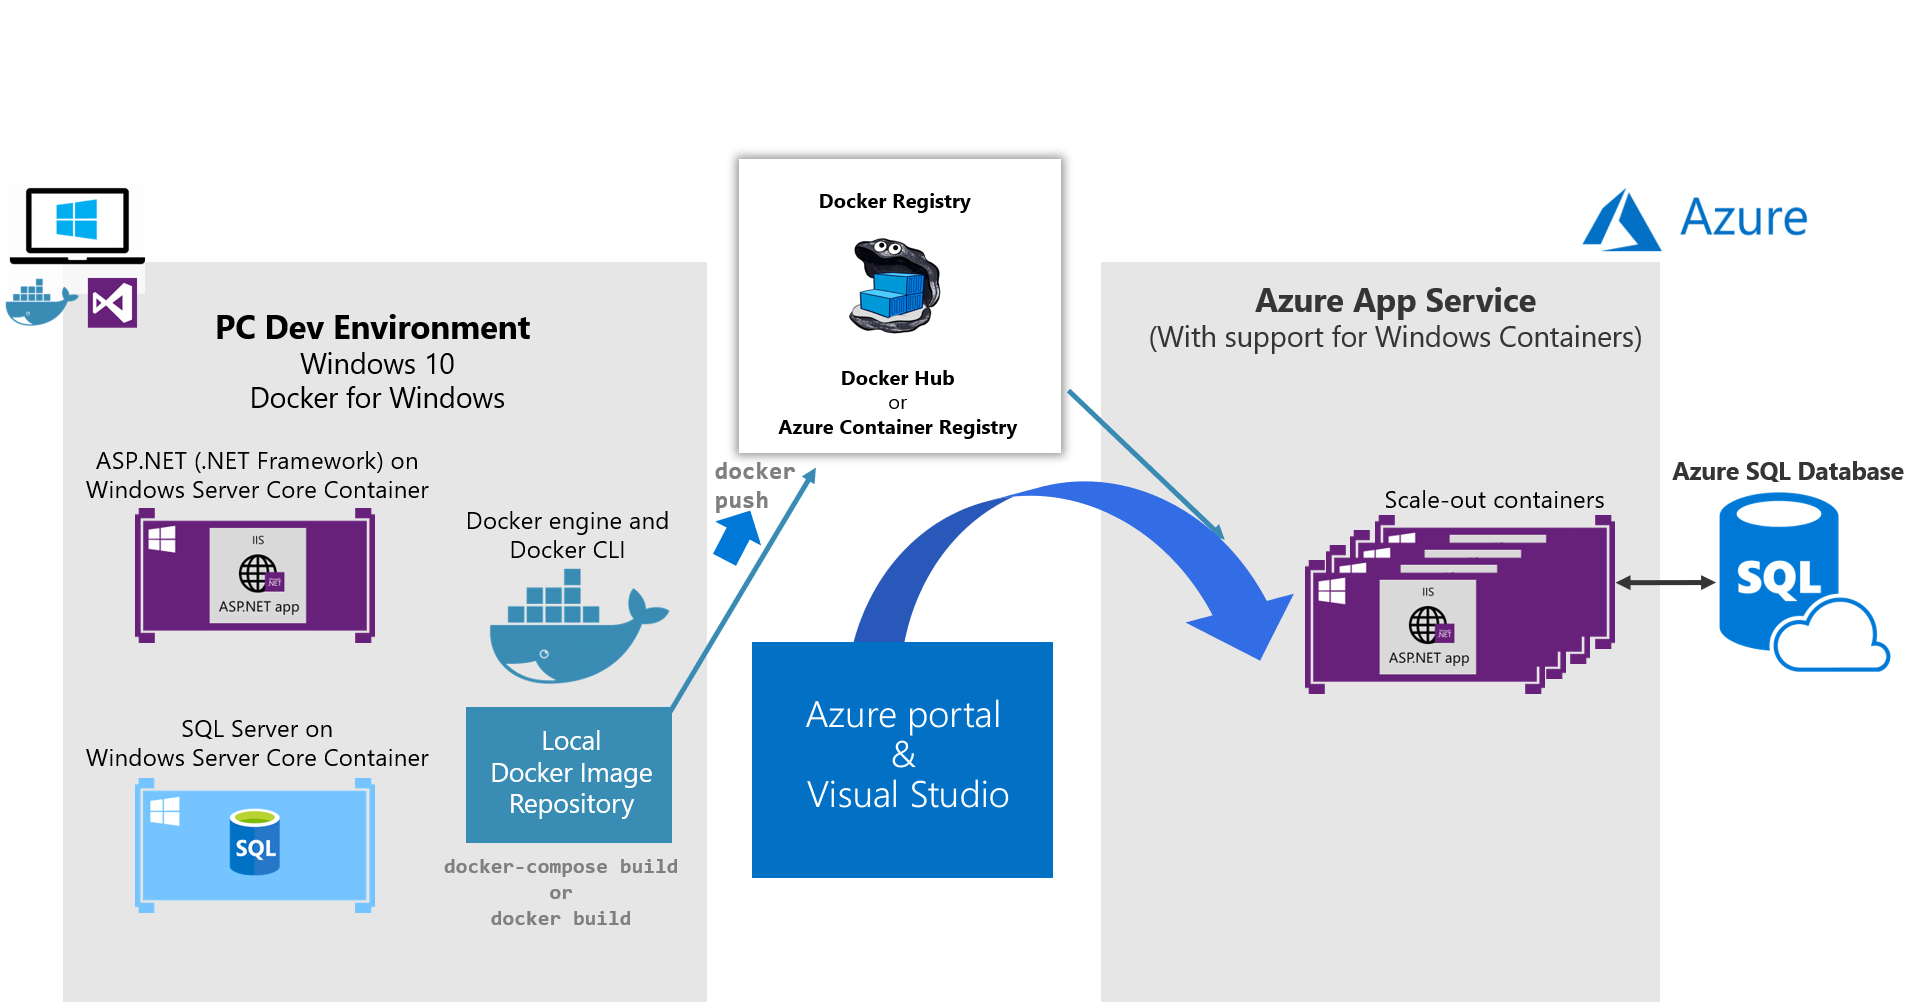 PC Dev Environment
Windows 10
Docker for Windows
ASP.NET (.NET Framework) on
Windows Server Core Container
IIS
.NET
ASP.NET app
SQL Server on
Windows Server Core Container
SQL
Docker engine and
Docker CLI
Local
Docker Image
Repository
docker-compose build
or
docker build
docker
push
Docker Registry
Docker Hub
or
Azure Container Registry
Azure portal
&
Visual Studio
Azure
Azure App Service
(With support for Windows Containers)
Scale-out containers
IIS
.NET
ASP.NET app
Azure SQL Database
SQL